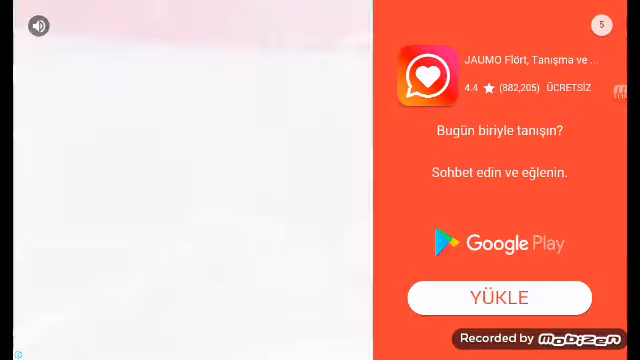 5
JAUMO Flört, Tanışma ve ...
4.4 ★ (882,205) ÜCRETSİZ
Bugün biriyle tanışın?
Sohbet edin ve eğlenin.
Google Play
YÜKLE
Recorded by Mobizen